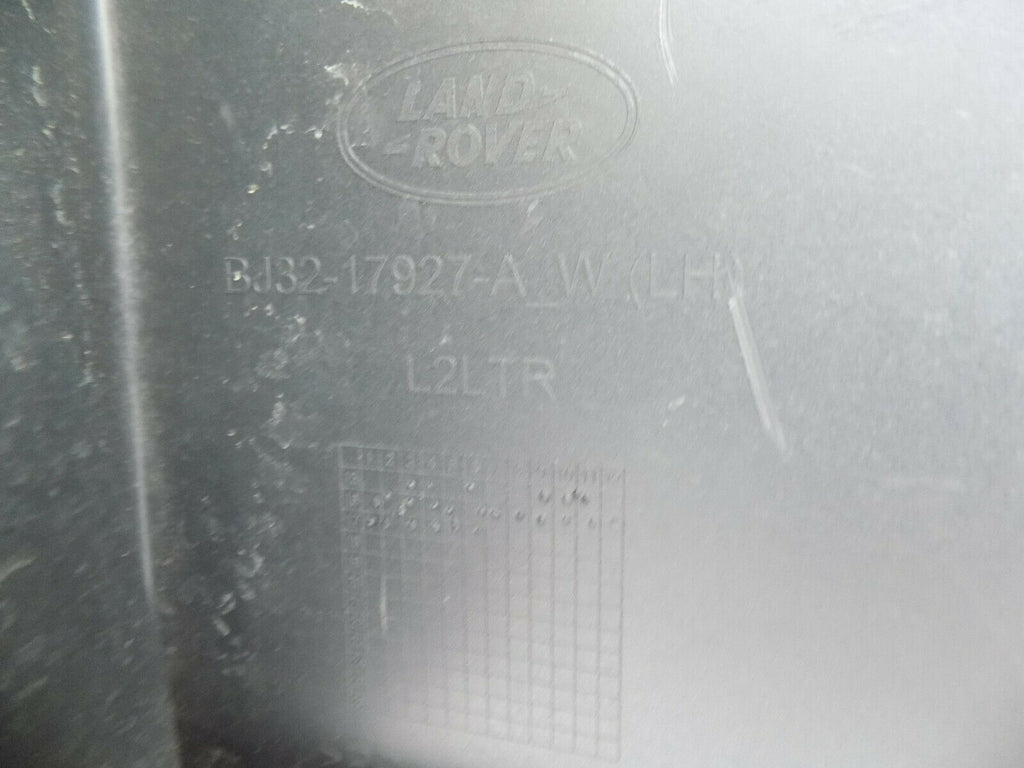 LAND
-ROVER
BJ32-17927-A_W (LH)
L2LTR